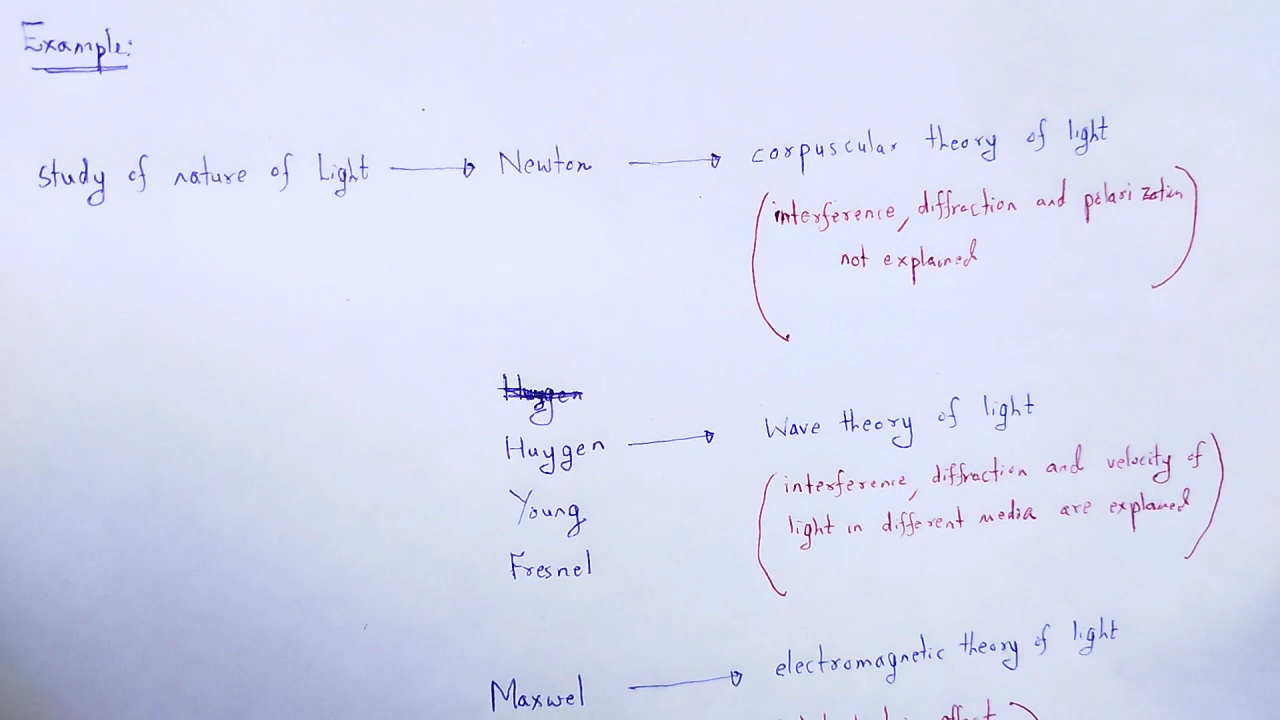 Example:
Study of nature of Light → Newton → corpuscular theory of light
(interference, diffraction and polarization
not explained)
Huygen
Huygen → Wave theory of light
(interference, diffraction and velocity of
light in different media are explained)
Young
Fresnel
Maxwel → electromagnetic theory of light
effect